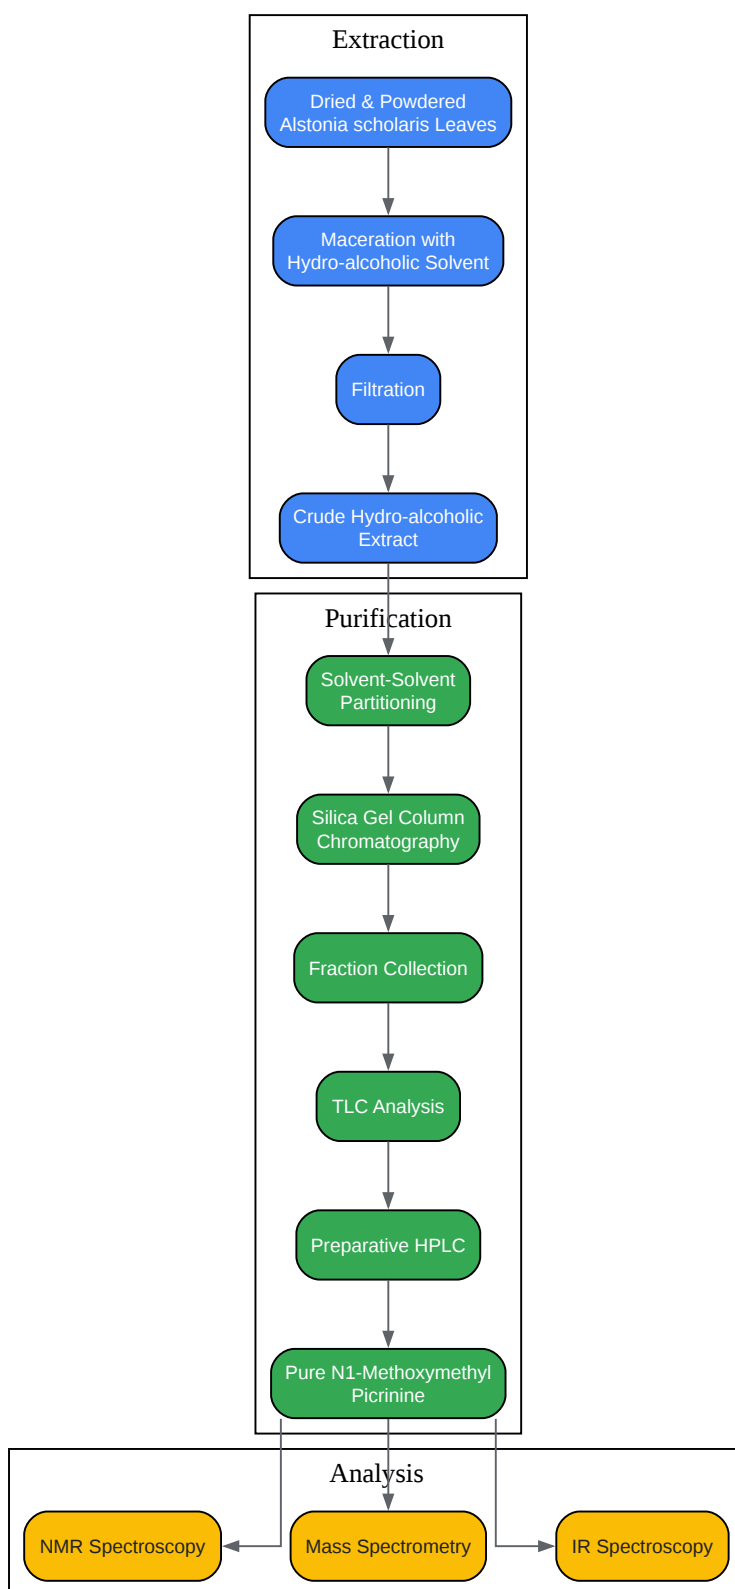 Extraction
Dried & Powdered
Alstonia scholaris Leaves
Maceration with
Hydro-alcoholic Solvent
Filtration
Crude Hydro-alcoholic
Extract
Purification
Solvent-Solvent
Partitioning
Silica Gel Column
Chromatography
Fraction Collection
TLC Analysis
Preparative HPLC
Pure N1-Methoxymethyl
Picrinine
Analysis
NMR Spectroscopy
Mass Spectrometry
IR Spectroscopy